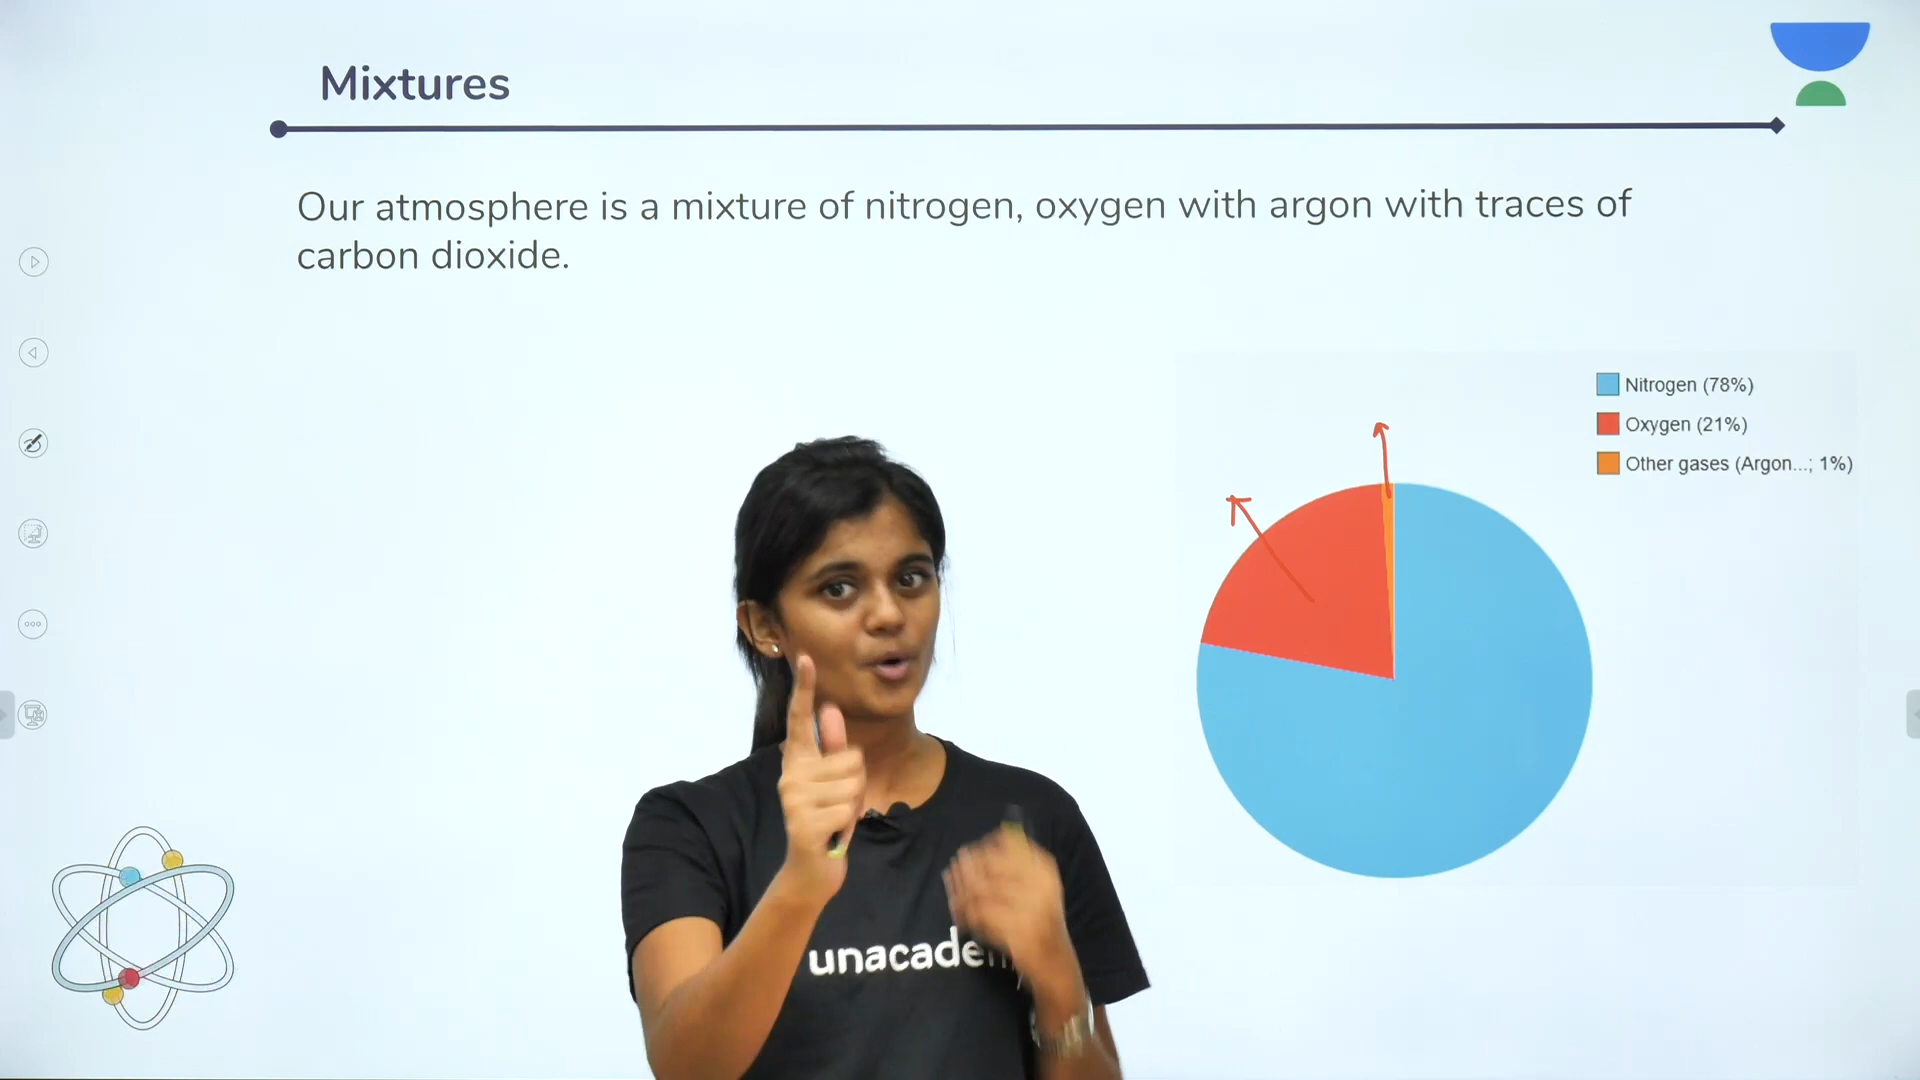 Mixtures
Our atmosphere is a mixture of nitrogen, oxygen with argon with traces of
carbon dioxide.
Nitrogen (78%)
Oxygen (21%)
Other gases (Argon...; 1%)